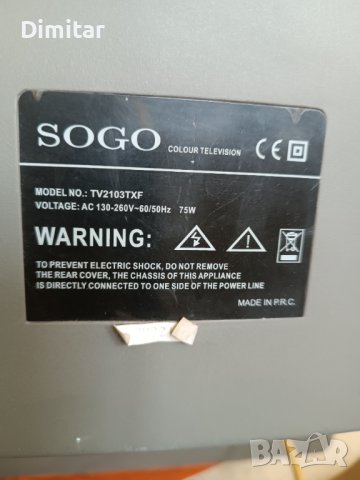 Dimitar
SOGO COLOUR TELEVISION CE
MODEL NO.: TV2103TXF
VOLTAGE: AC 130-260V~60/50Hz 75W
WARNING:
TO PREVENT ELECTRIC SHOCK, DO NOT REMOVE
THE REAR COVER, THE CHASSIS OF THIS APPLIANCE
IS DIRECTLY CONNECTED TO ONE SIDE OF THE POWER LINE
MADE IN P.R.C.
BAZAR